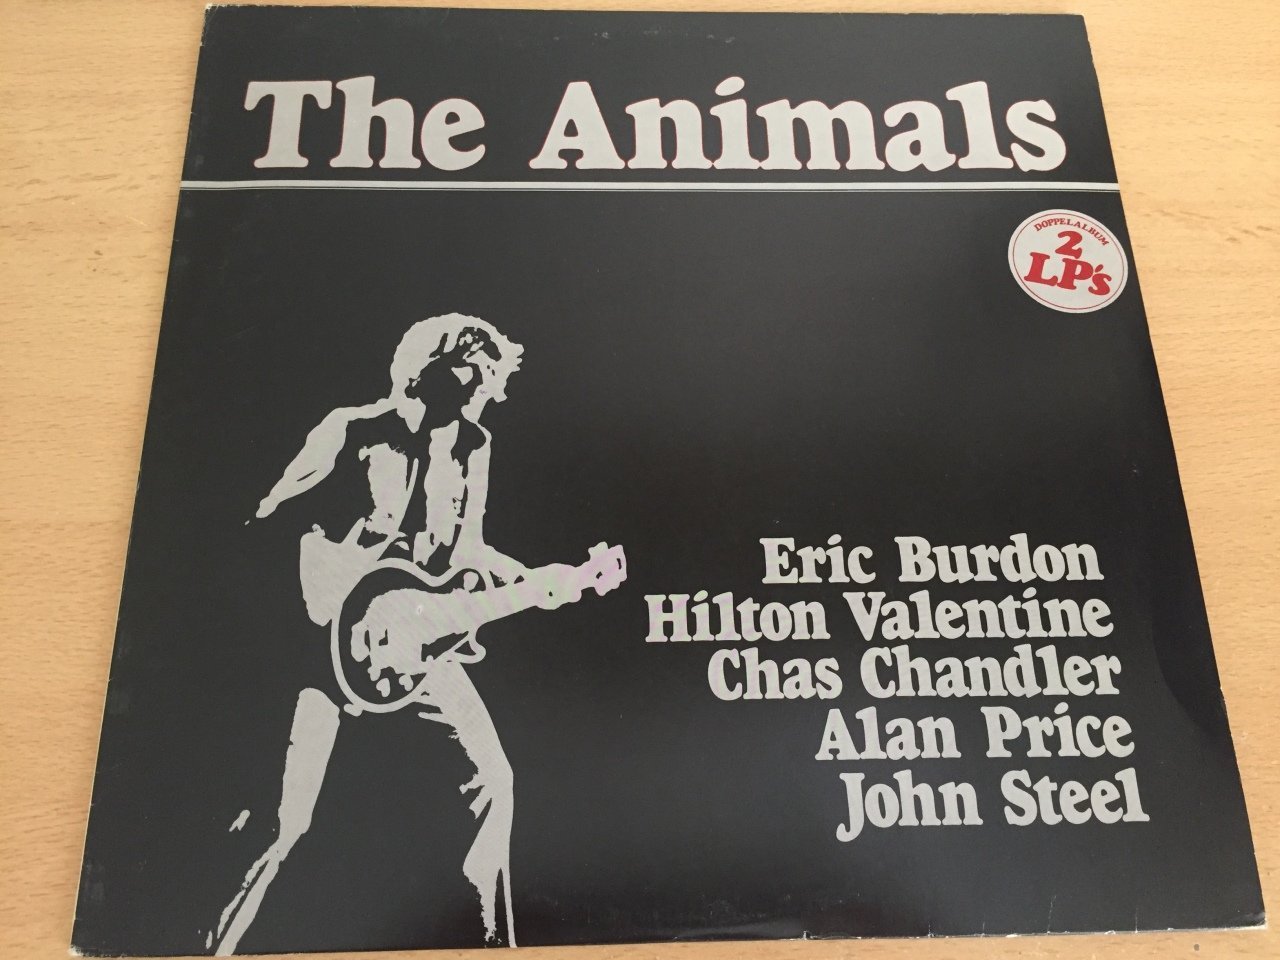 The Animals
DOPPELALBUM
2
LP's
Eric Burdon
Hilton Valentine
Chas Chandler
Alan Price
John Steel